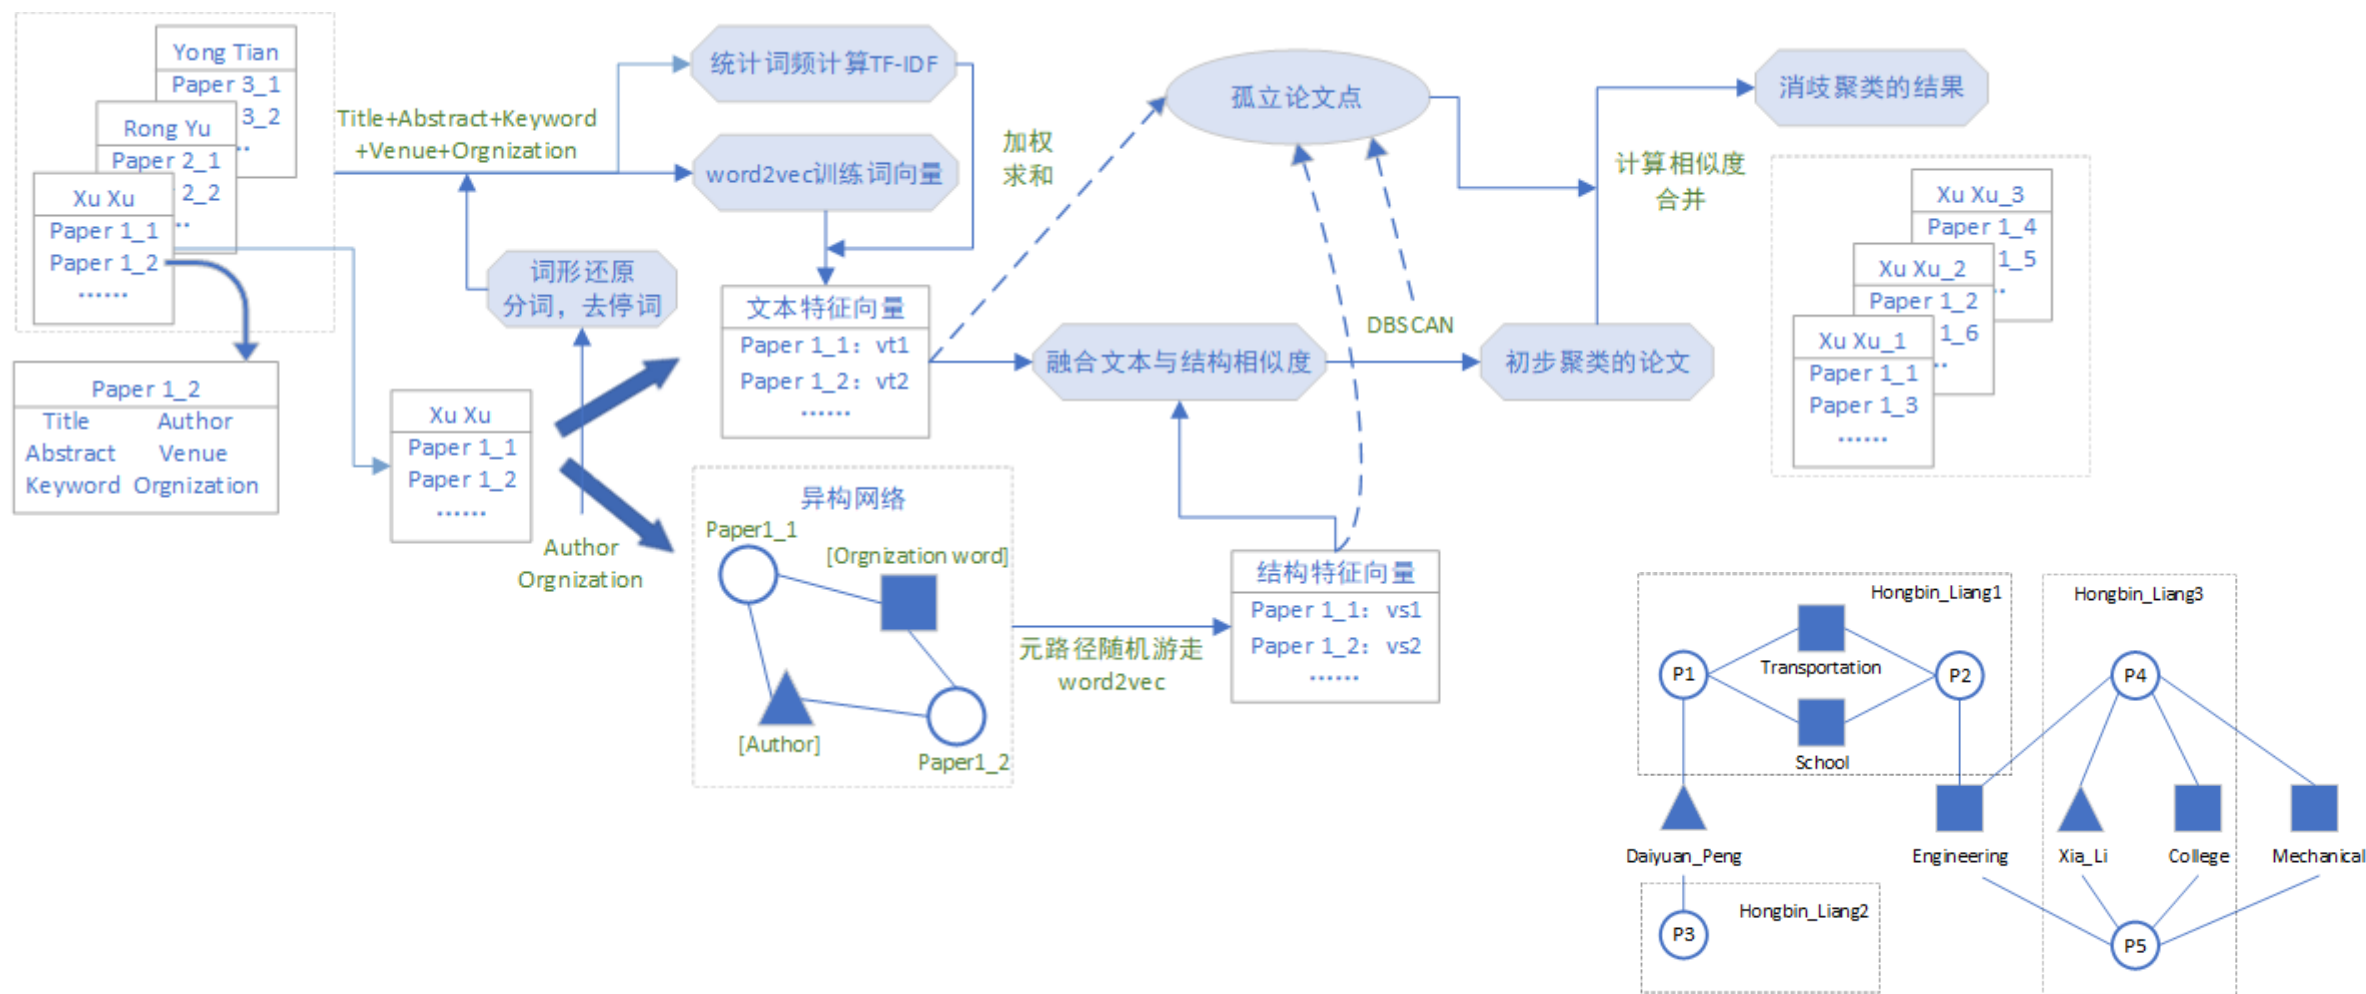 Yong Tian
Paper 3_1
3_2
..
Rong Yu
Paper 2_1
2_2
..
Xu Xu
Paper 1_1
Paper 1_2
......
Paper 1_2
Title Author
Abstract Venue
Keyword Orgnization
Title+Abstract+Keyword
+Venue+Orgnization
统计词频计算TF-IDF
word2vec训练词向量
词形还原
分词，去停词
Xu Xu
Paper 1_1
Paper 1_2
......
Author
Orgnization
文本特征向量
Paper 1_1：vt1
Paper 1_2：vt2
......
异构网络
Paper1_1
[Orgnization word]
[Author]
Paper1_2
加权
求和
孤立论文点
融合文本与结构相似度
DBSCAN
初步聚类的论文
元路径随机游走
word2vec
结构特征向量
Paper 1_1：vs1
Paper 1_2：vs2
......
计算相似度
合并
消歧聚类的结果
Xu Xu_3
Paper 1_4
1_5
..
Xu Xu_2
Paper 1_2
1_6
..
Xu Xu_1
Paper 1_1
Paper 1_3
......
Hongbin_Liang1
Transportation
P1
P2
School
Hongbin_Liang3
P4
Daiyuan_Peng
Engineering
Xia_Li
College
Mechanical
Hongbin_Liang2
P3
P5